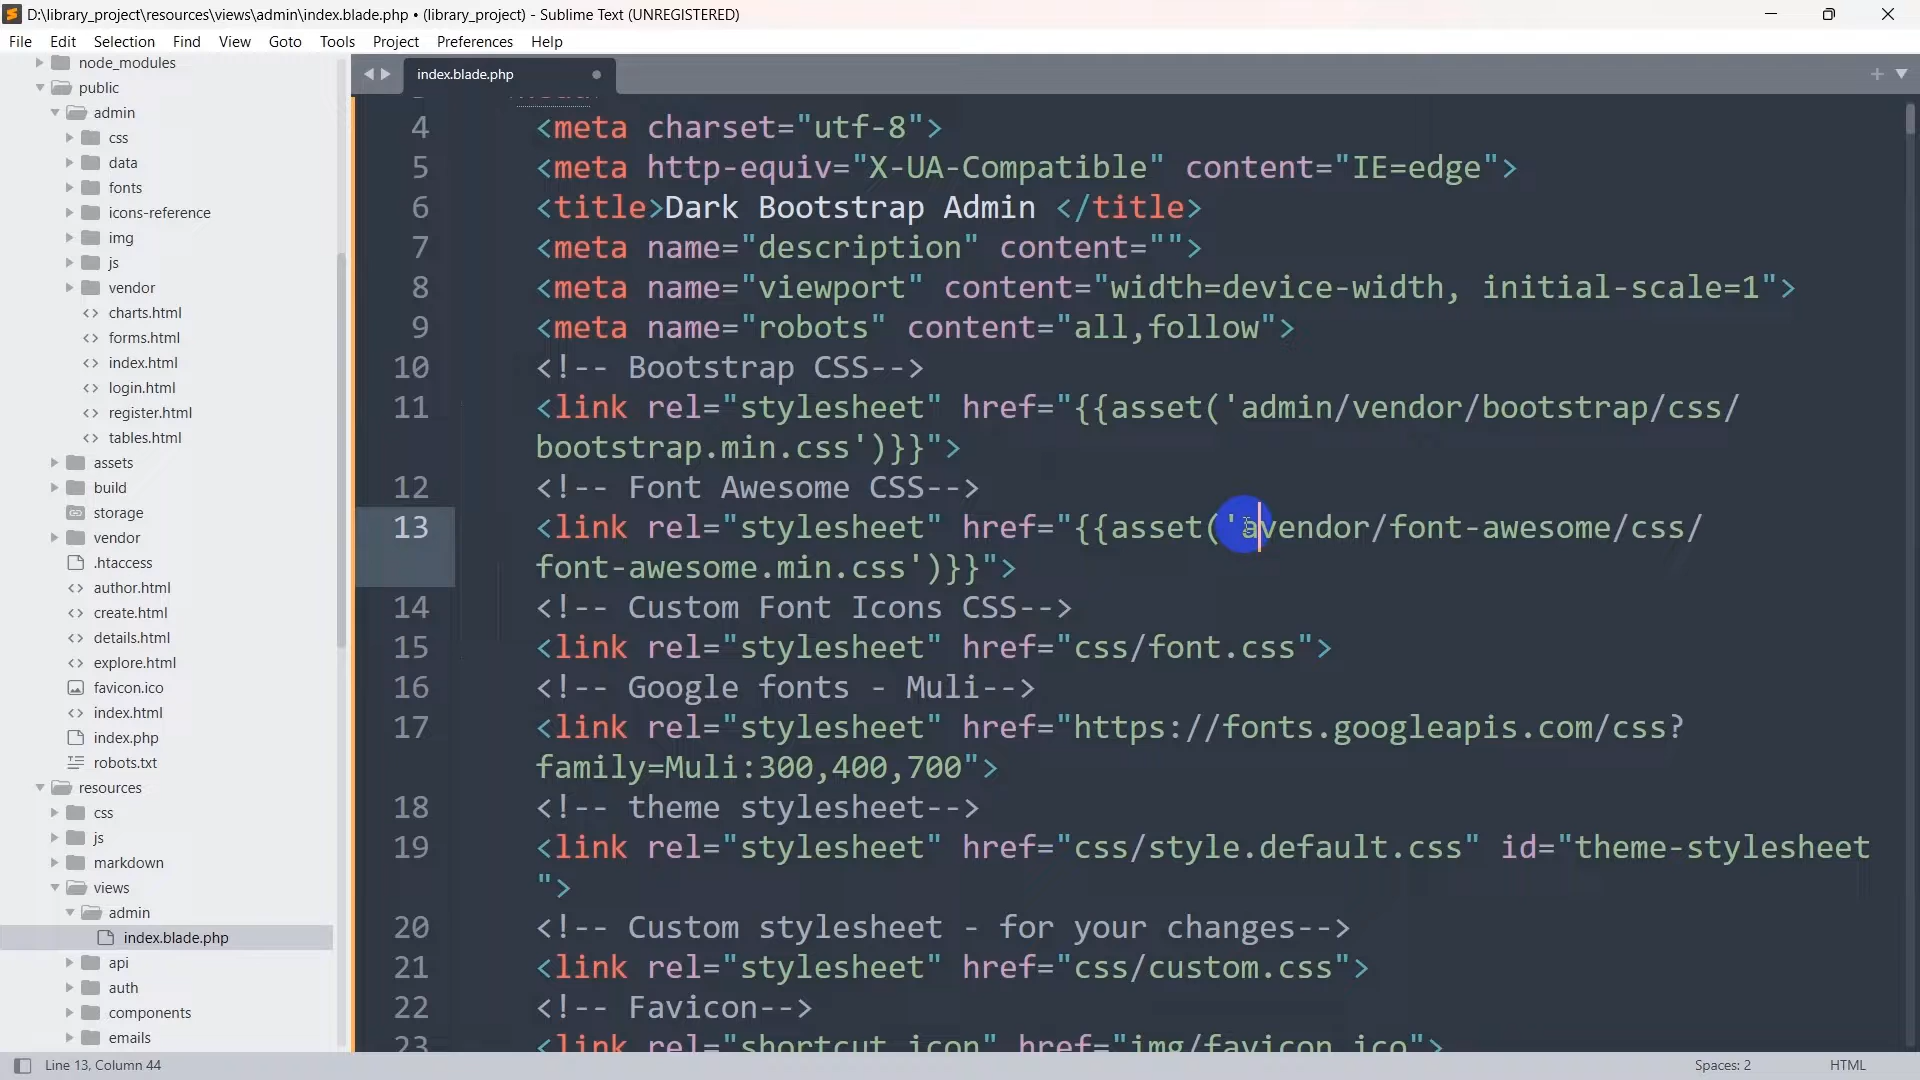 D:\library_project\resources\views\admin\index.blade.php • (library_project) - Sublime Text (UNREGISTERED)
File Edit Selection Find View Goto Tools Project Preferences Help
node_modules
public
admin
css
data
fonts
icons-reference
img
js
vendor
<> charts.html
<> forms.html
<> index.html
<> login.html
<> register.html
<> tables.html
assets
build
storage
vendor
.htaccess
<> author.html
<> create.html
<> details.html
<> explore.html
favicon.ico
<> index.html
index.php
robots.txt
resources
css
js
markdown
views
admin
index.blade.php
api
auth
components
emails
index.blade.php
4 <meta charset="utf-8">
5 <meta http-equiv="X-UA-Compatible" content="IE=edge">
6 <title>Dark Bootstrap Admin </title>
7 <meta name="description" content="">
8 <meta name="viewport" content="width=device-width, initial-scale=1">
9 <meta name="robots" content="all,follow">
10 <!-- Bootstrap CSS-->
11 <link rel="stylesheet" href="{{asset('admin/vendor/bootstrap/css/
bootstrap.min.css')}}">
12 <!-- Font Awesome CSS-->
13 <link rel="stylesheet" href="{{asset('avendor/font-awesome/css/
font-awesome.min.css')}}">
14 <!-- Custom Font Icons CSS-->
15 <link rel="stylesheet" href="css/font.css">
16 <!-- Google fonts - Muli-->
17 <link rel="stylesheet" href="https://fonts.googleapis.com/css?
family=Muli:300,400,700">
18 <!-- theme stylesheet-->
19 <link rel="stylesheet" href="css/style.default.css" id="theme-stylesheet
">
20 <!-- Custom stylesheet - for your changes-->
21 <link rel="stylesheet" href="css/custom.css">
22 <!-- Favicon-->
23 <link rel="shortcut icon" href="img/favicon.ico">
Line 13, Column 44
Spaces: 2
HTML